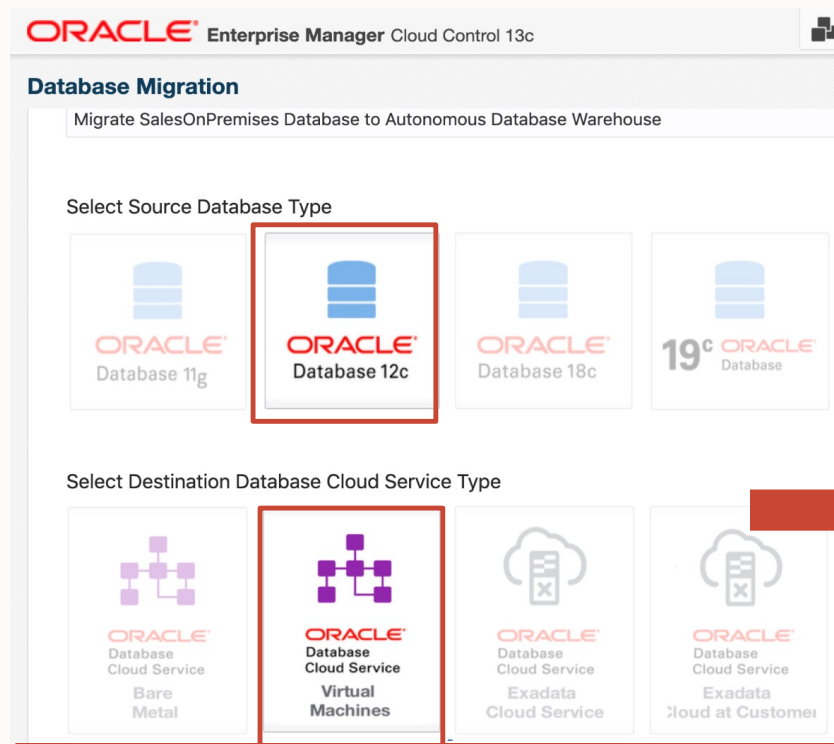 ORACLE® Enterprise Manager Cloud Control 13c
Database Migration
Migrate SalesOnPremises Database to Autonomous Database Warehouse
Select Source Database Type
ORACLE®
Database 11g
ORACLE®
Database 12c
ORACLE®
Database 18c
19c ORACLE®
Database
Select Destination Database Cloud Service Type
ORACLE®
Database
Cloud Service
Bare
Metal
ORACLE®
Database
Cloud Service
Virtual
Machines
ORACLE®
Database
Cloud Service
Exadata
Cloud Service
ORACLE®
Database
Cloud Service
Exadata
loud at Customer